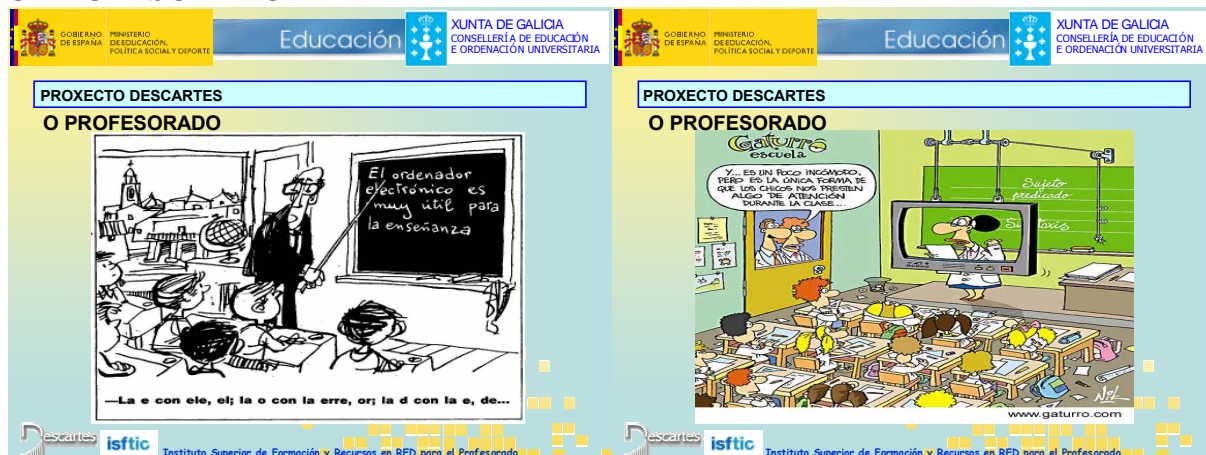 GOBIERNO
DE ESPAÑA
MINISTERIO
DE EDUCACIÓN,
POLÍTICA SOCIAL Y DEPORTE
Educación
XUNTA DE GALICIA
CONSELLERÍA DE EDUCACIÓN
E ORDENACIÓN UNIVERSITARIA
PROXECTO DESCARTES
O PROFESORADO
El ordenador
electrónico es
muy útil para
la enseñanza
—La e con ele, el; la o con la erre, or; la d con la e, de...
Descartes
isftic
Instituto Superior de Formación y Recursos en RED para el Profesorado
GOBIERNO
DE ESPAÑA
MINISTERIO
DE EDUCACIÓN,
POLÍTICA SOCIAL Y DEPORTE
Educación
XUNTA DE GALICIA
CONSELLERÍA DE EDUCACIÓN
E ORDENACIÓN UNIVERSITARIA
PROXECTO DESCARTES
O PROFESORADO
Gaturro
escuela
Y... ES UN POCO INCÓMODO,
PERO ES LA ÚNICA FORMA DE
QUE LOS CHICOS NOS PRESTEN
ALGO DE ATENCIÓN
DURANTE LA CLASE...
Sujeto
predicado
Sintaxis
Nik
www.gaturro.com
Descartes
isftic
Instituto Superior de Formación y Recursos en RED para el Profesorado